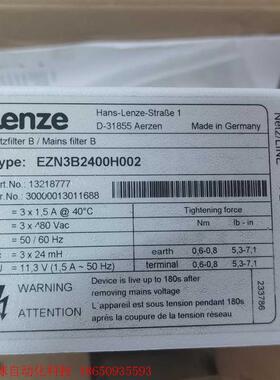 Lenze
Hans-Lenze-Straße 1
D-31855 Aerzen
Made in Germany
tzfilter B / Mains filter B
ype: EZN3B2400H002
rt.No.: 13218777
No.: 30000013011688
= 3 x 1,5 A @ 40°C
= 3 x 480 Vac
50 / 60 Hz
= 3 x 24 mH
= 11,3 V (1,5 A ~ 50 Hz)
Tightening force
Nm lb - in
earth 0,6-0,8 5,3-7,1
terminal 0,6-0,8 5,3-7,1
WARNING
ATTENTION
Device is live up to 180s after
removing mains voltage
L'appareil est sous tension pendant 180s
après la coupure de la tension réseau
233786
Netz/LINE
18650935593